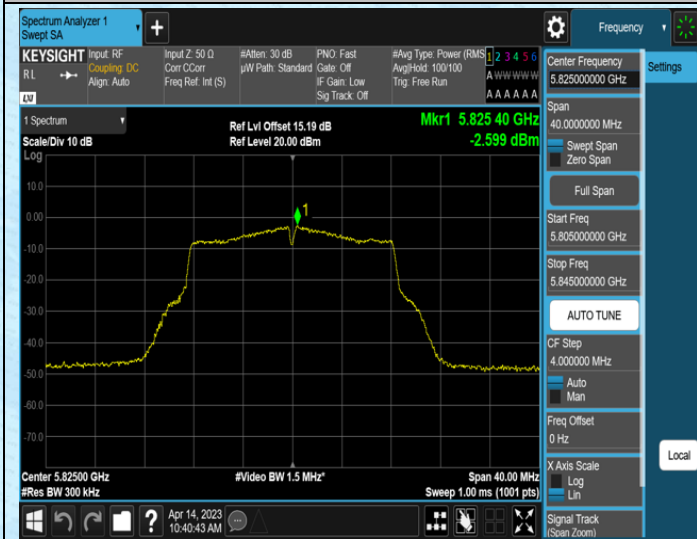 Spectrum Analyzer 1
Swept SA
+
Frequency
KEYSIGHT
RL
LXI
Input: RF
Coupling: DC
Align: Auto
Input Z: 50 Ω
Corr CCorr
Freq Ref: Int (S)
#Atten: 30 dB
µW Path: Standard
PNO: Fast
Gate: Off
IF Gain: Low
Sig Track: Off
#Avg Type: Power (RMS
Avg|Hold: 100/100
Trig: Free Run
1 2 3 4 5 6
A W W W W W
A A A A A A
1 Spectrum
Scale/Div 10 dB
Log
Ref Lvl Offset 15.19 dB
Ref Level 20.00 dBm
Mkr1 5.825 40 GHz
-2.599 dBm
10.0
0.00
-10.0
-20.0
-30.0
-40.0
-50.0
-60.0
-70.0
1
Center 5.82500 GHz
#Res BW 300 kHz
#Video BW 1.5 MHz*
Span 40.00 MHz
Sweep 1.00 ms (1001 pts)
?
Apr 14, 2023
10:40:43 AM
Center Frequency
5.825000000 GHz
Span
40.0000000 MHz
Swept Span
Zero Span
Full Span
Start Freq
5.805000000 GHz
Stop Freq
5.845000000 GHz
AUTO TUNE
CF Step
4.000000 MHz
Auto
Man
Freq Offset
0 Hz
X Axis Scale
Log
Lin
Signal Track
(Span Zoom)
Settings
Local